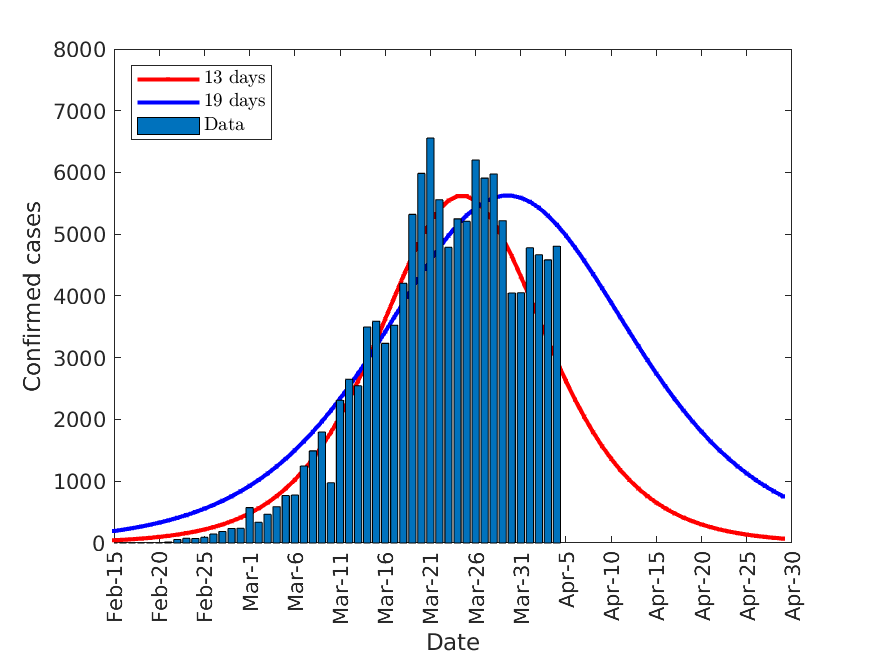 8000
7000
6000
5000
4000
3000
2000
1000
0
Confirmed cases
13 days
19 days
Data
Feb-15
Feb-20
Feb-25
Mar-1
Mar-6
Mar-11
Mar-16
Mar-21
Mar-26
Mar-31
Apr-5
Apr-10
Apr-15
Apr-20
Apr-25
Apr-30
Date